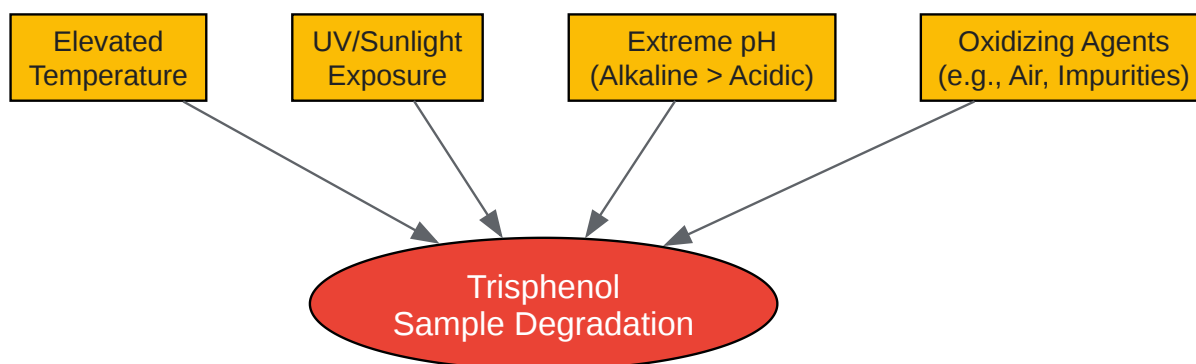 Elevated
Temperature
UV/Sunlight
Exposure
Extreme pH
(Alkaline > Acidic)
Oxidizing Agents
(e.g., Air, Impurities)
Trisphenol
Sample Degradation